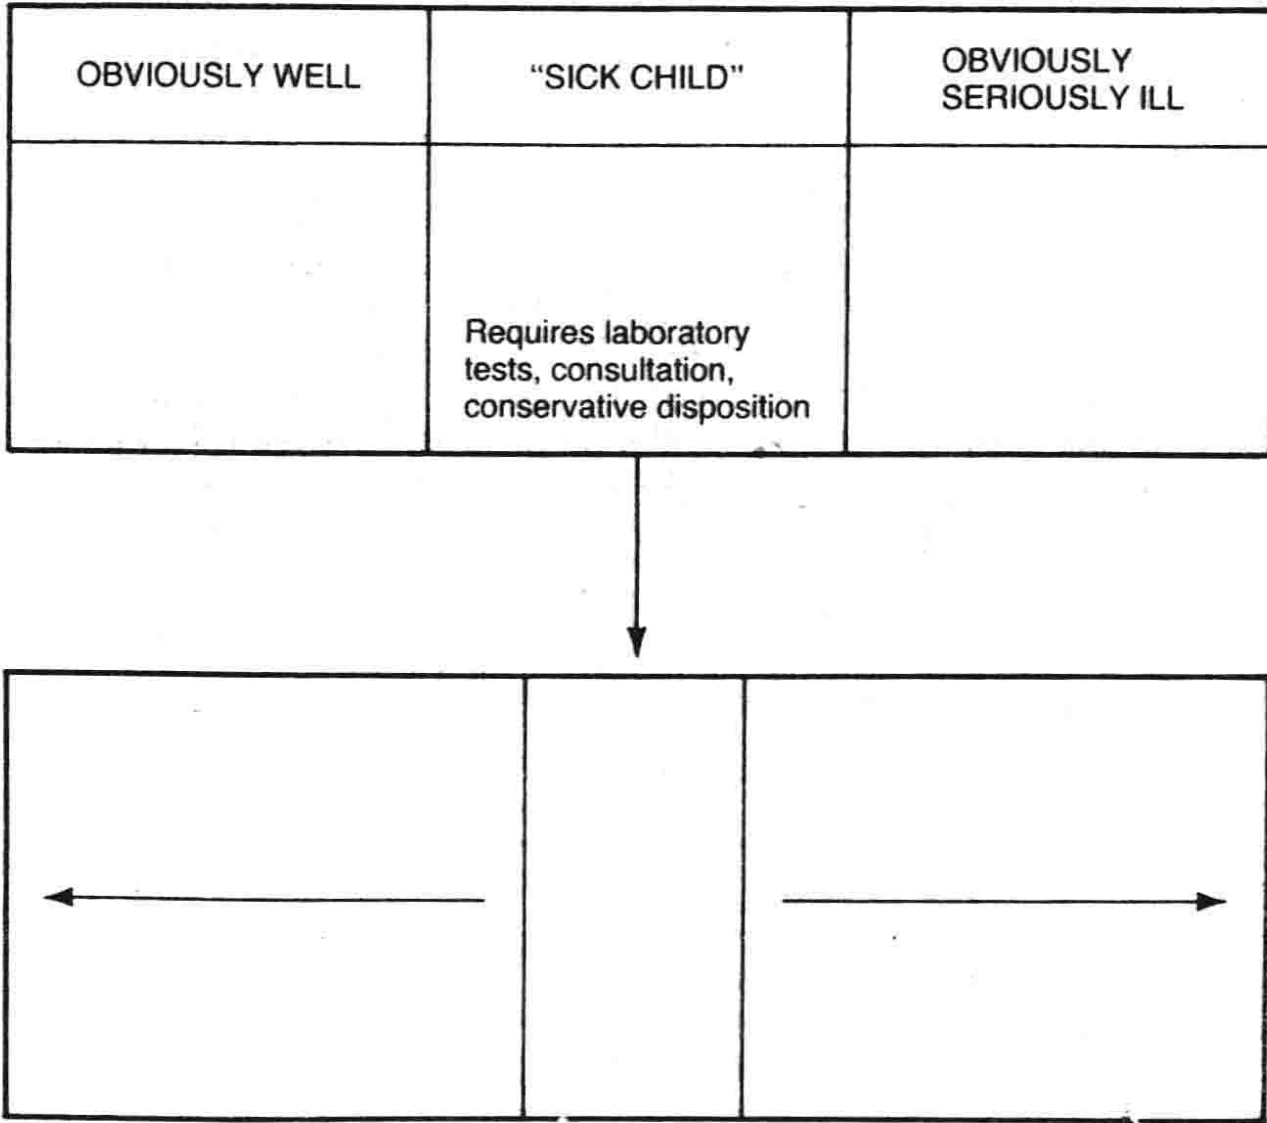 OBVIOUSLY WELL
"SICK CHILD"
OBVIOUSLY
SERIOUSLY ILL
Requires laboratory
tests, consultation,
conservative disposition